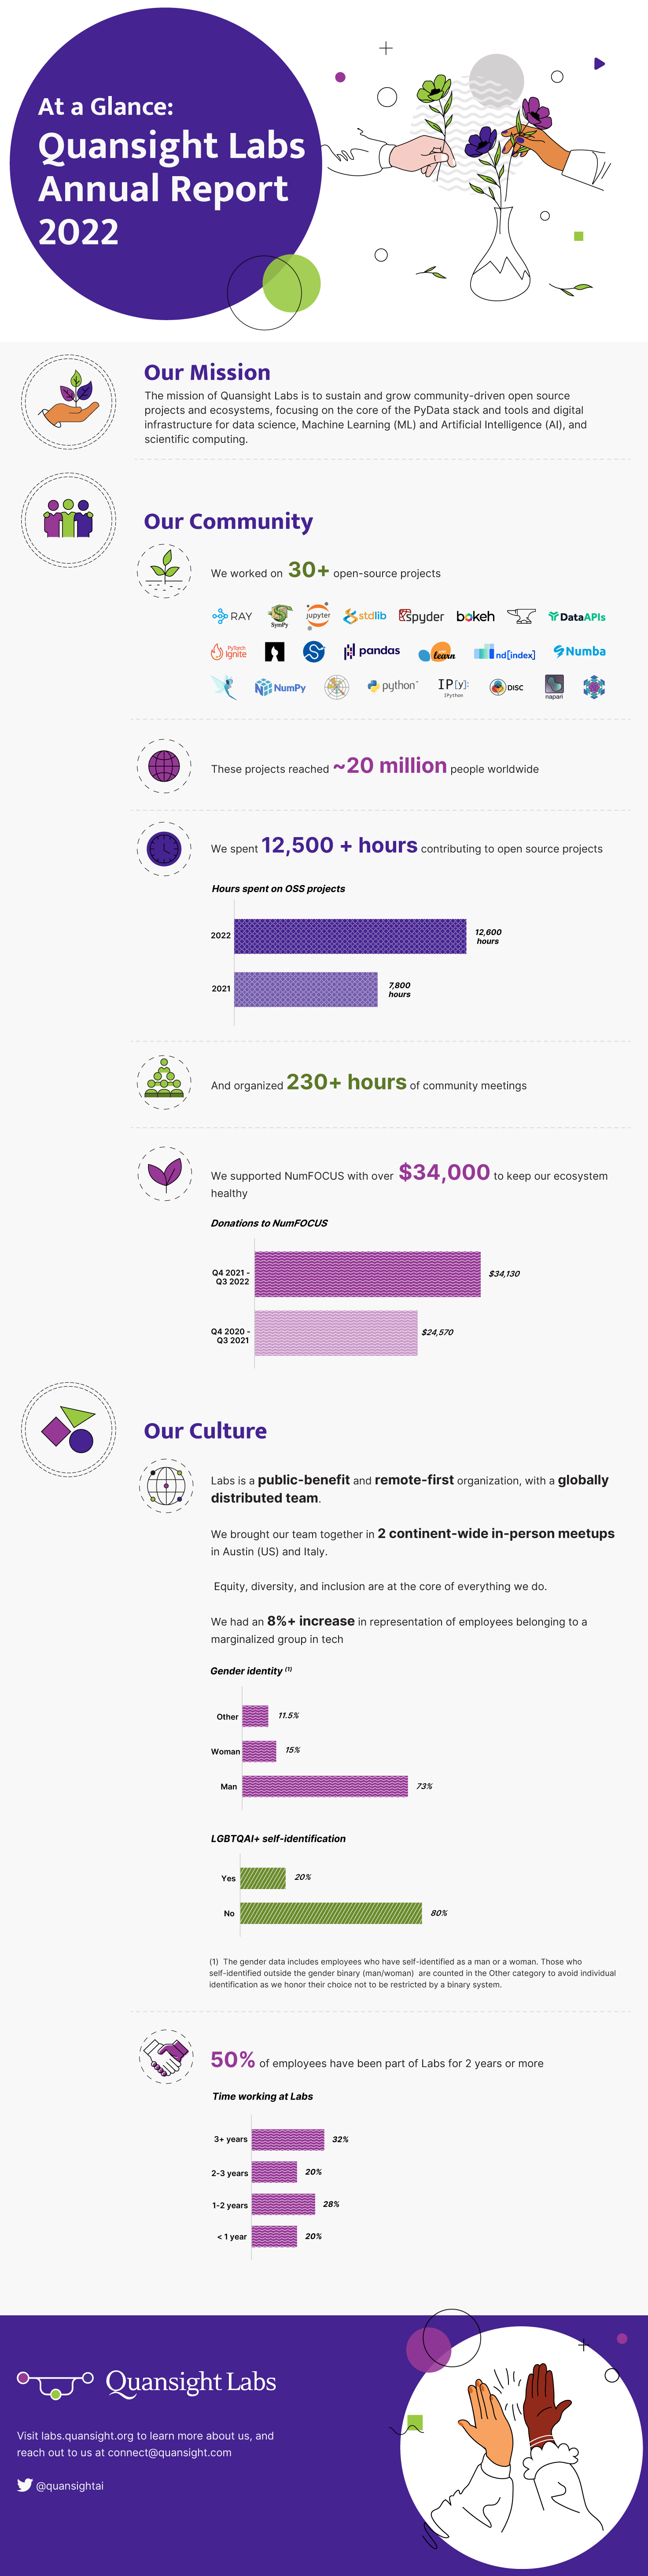 At a Glance:
Quansight Labs
Annual Report
2022
Our Mission
The mission of Quansight Labs is to sustain and grow community-driven open source
projects and ecosystems, focusing on the core of the PyData stack and tools and digital
infrastructure for data science, Machine Learning (ML) and Artificial Intelligence (AI), and
scientific computing.
Our Community
We worked on 30+ open-source projects
RAY
SymPy
jupyter
stdlib
spyder
bokeh
DataAPIs
PyTorch
Ignite
pandas
learn
nd[index]
Numba
NumPy
python
IP[y]:
IPython
DISC
napari
These projects reached ~20 million people worldwide
We spent 12,500 + hours contributing to open source projects
Hours spent on OSS projects
2022
12,600
hours
2021
7,800
hours
And organized 230+ hours of community meetings
We supported NumFOCUS with over $34,000 to keep our ecosystem
healthy
Donations to NumFOCUS
Q4 2021 -
Q3 2022
$34,130
Q4 2020 -
Q3 2021
$24,570
Our Culture
Labs is a public-benefit and remote-first organization, with a globally
distributed team.
We brought our team together in 2 continent-wide in-person meetups
in Austin (US) and Italy.
Equity, diversity, and inclusion are at the core of everything we do.
We had an 8%+ increase in representation of employees belonging to a
marginalized group in tech
Gender identity (1)
Other 11.5%
Woman 15%
Man 73%
LGBTQAI+ self-identification
Yes 20%
No 80%
(1) The gender data includes employees who have self-identified as a man or a woman. Those who
self-identified outside the gender binary (man/woman) are counted in the Other category to avoid individual
identification as we honor their choice not to be restricted by a binary system.
50% of employees have been part of Labs for 2 years or more
Time working at Labs
3+ years 32%
2-3 years 20%
1-2 years 28%
< 1 year 20%
Quansight Labs
Visit labs.quansight.org to learn more about us, and
reach out to us at connect@quansight.com
@quansightai